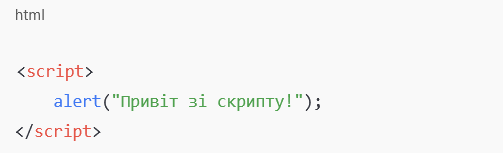 html
<script>
alert("Привіт зі скрипту!");
</script>